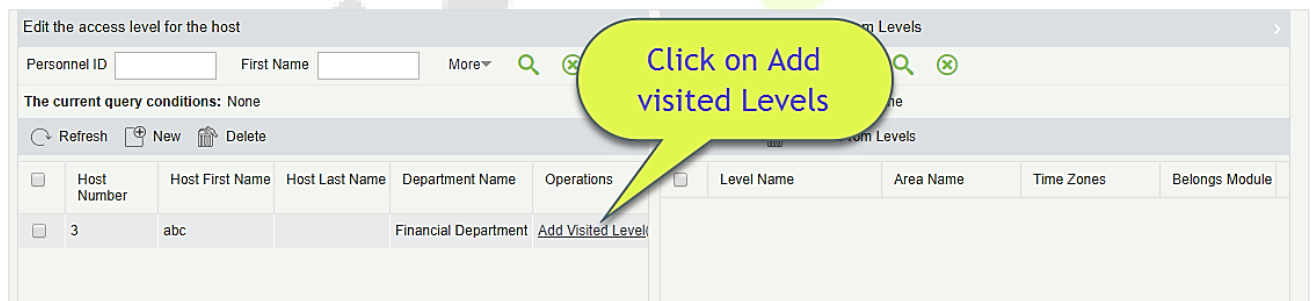 Edit the access level for the host
Levels
Personnel ID First Name More
The current query conditions: None
Refresh New Delete
Levels
Click on Add
visited Levels
Host Number Host First Name Host Last Name Department Name Operations
Level Name Area Name Time Zones Belongs Module
3 abc Financial Department Add Visited Level